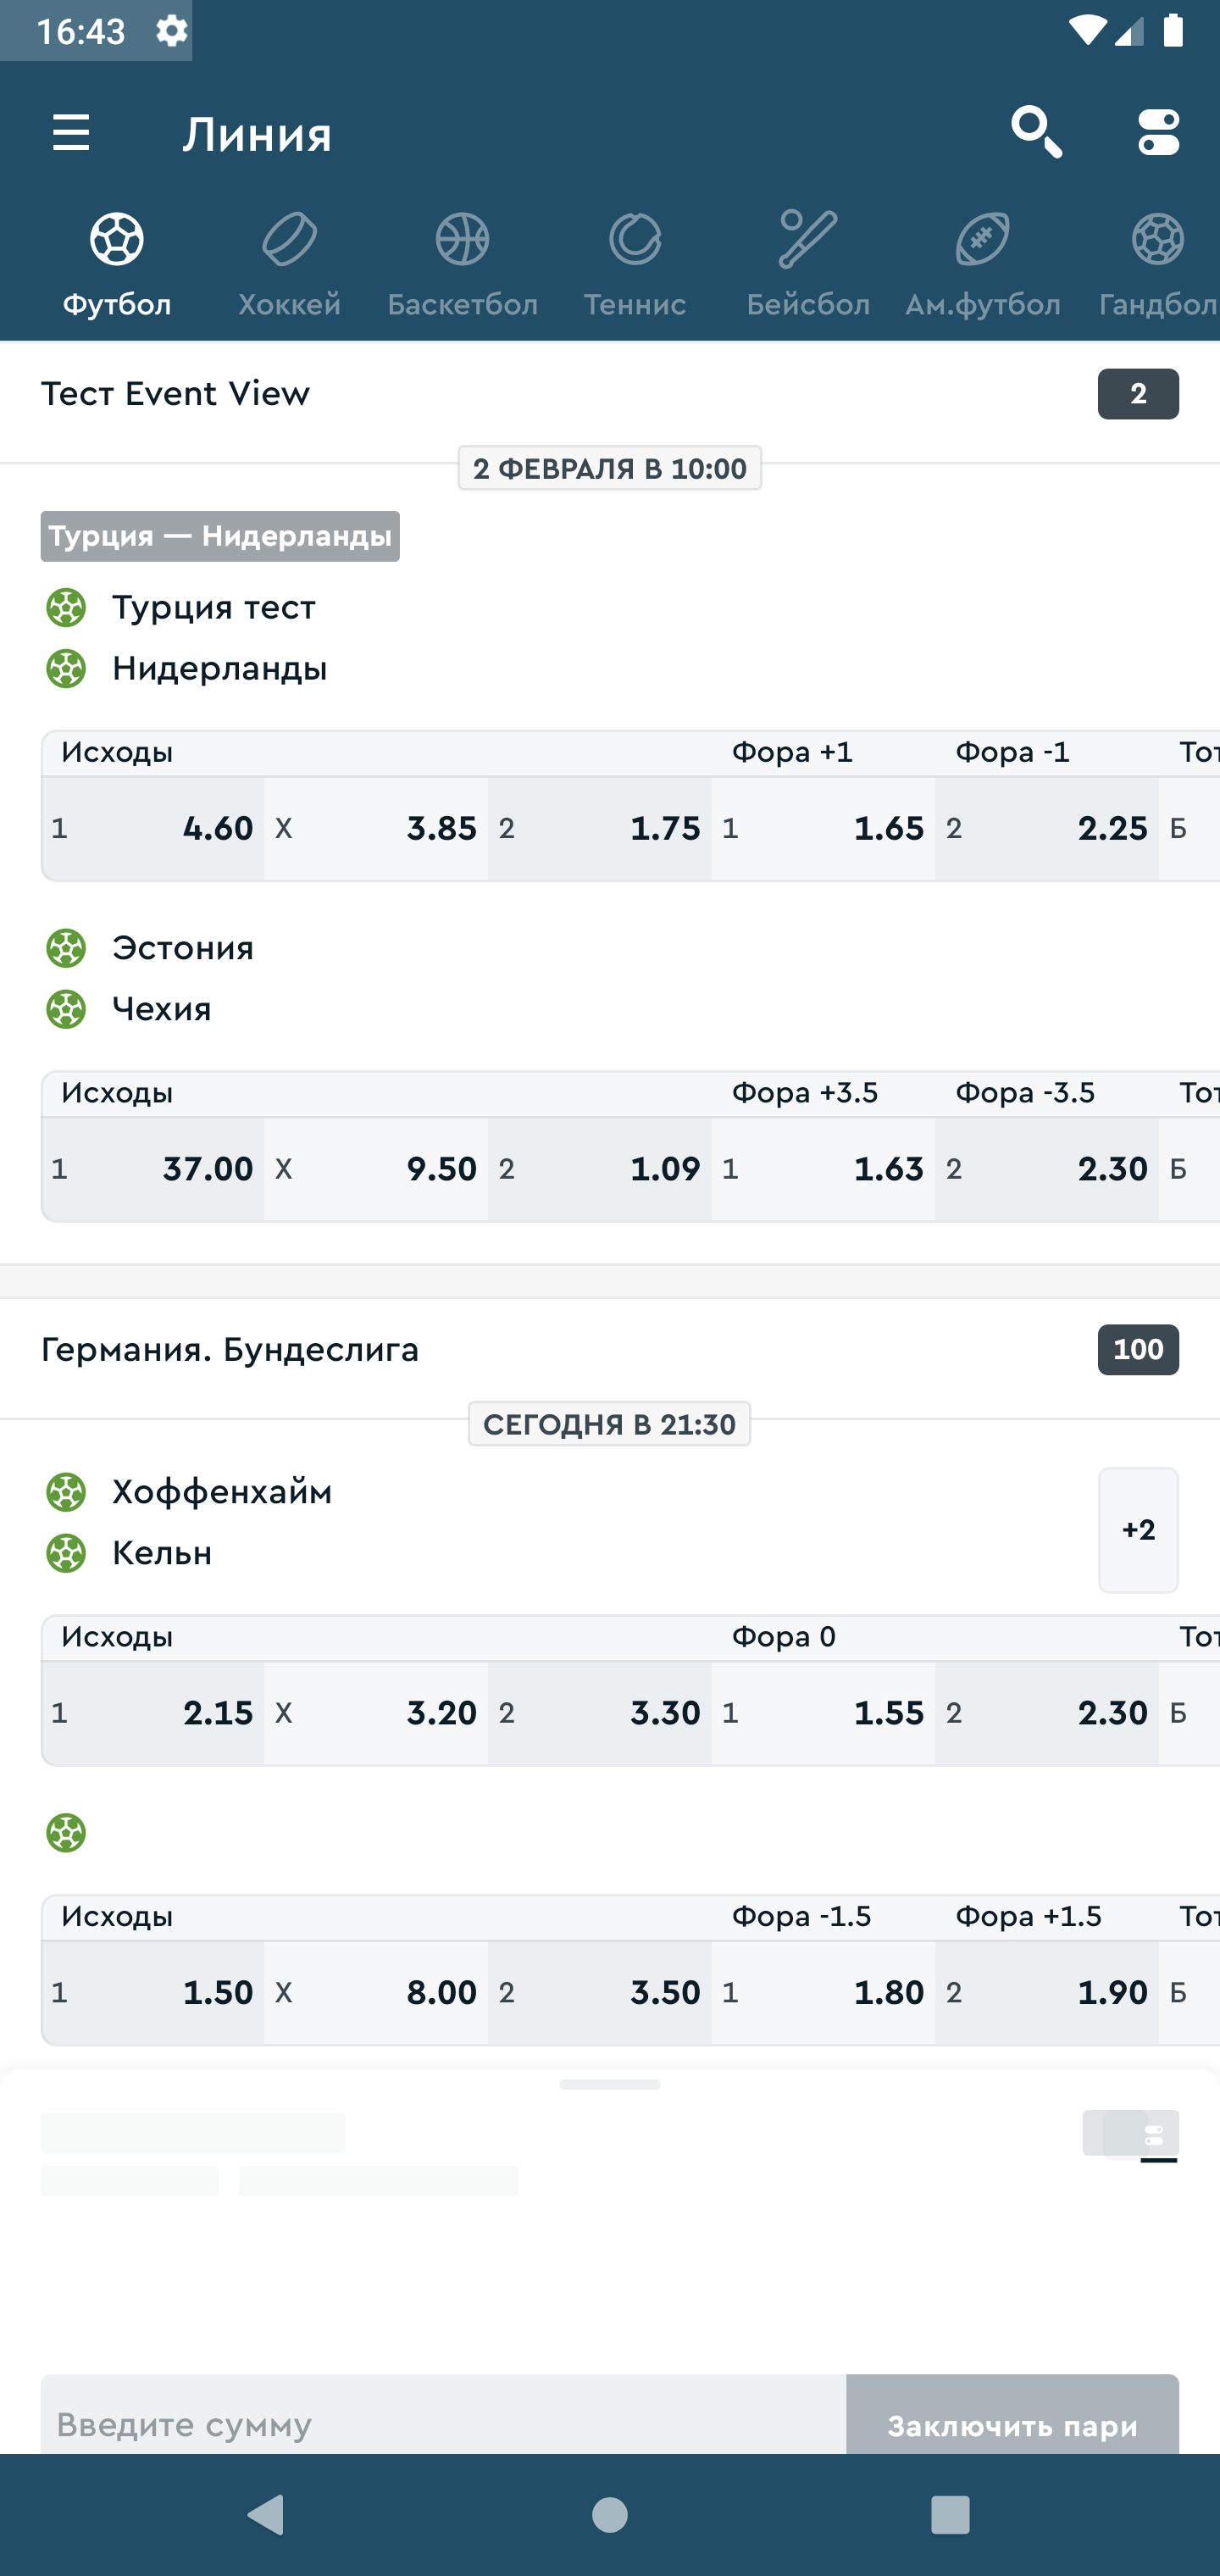 16:43
Линия
Футбол Хоккей Баскетбол Теннис Бейсбол Ам.футбол Гандбол
Тест Event View 2
2 ФЕВРАЛЯ В 10:00
Турция — Нидерланды
Турция тест
Нидерланды
Исходы Фора +1 Фора -1 Тот
1 4.60 X 3.85 2 1.75 1 1.65 2 2.25 Б
Эстония
Чехия
Исходы Фора +3.5 Фора -3.5 Тот
1 37.00 X 9.50 2 1.09 1 1.63 2 2.30 Б
Германия. Бундеслига 100
СЕГОДНЯ В 21:30
Хоффенхайм
Кельн
+2
Исходы Фора 0 Тот
1 2.15 X 3.20 2 3.30 1 1.55 2 2.30 Б
Исходы Фора -1.5 Фора +1.5 Тот
1 1.50 X 8.00 2 3.50 1 1.80 2 1.90 Б
Введите сумму Заключить пари